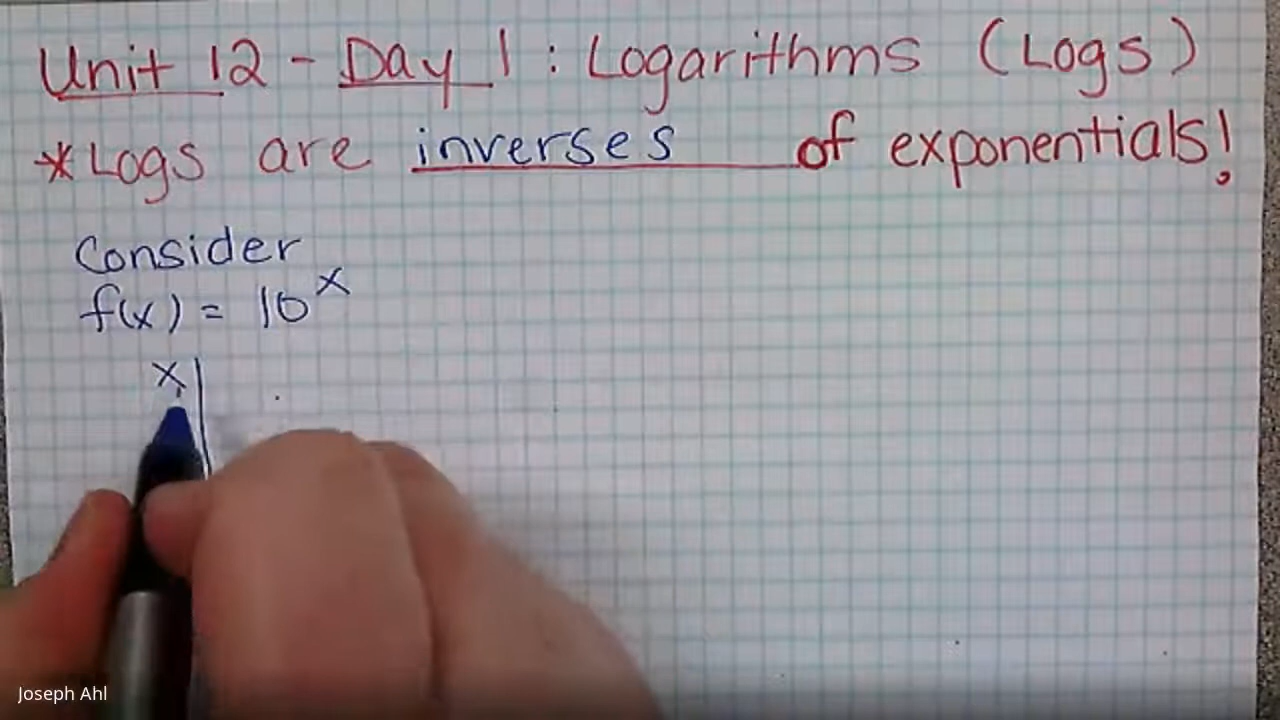 Unit 12 - Day 1 : Logarithms (Logs)
*Logs are inverses of exponentials!
Consider
f(x) = 10^x
x
Joseph Ahl